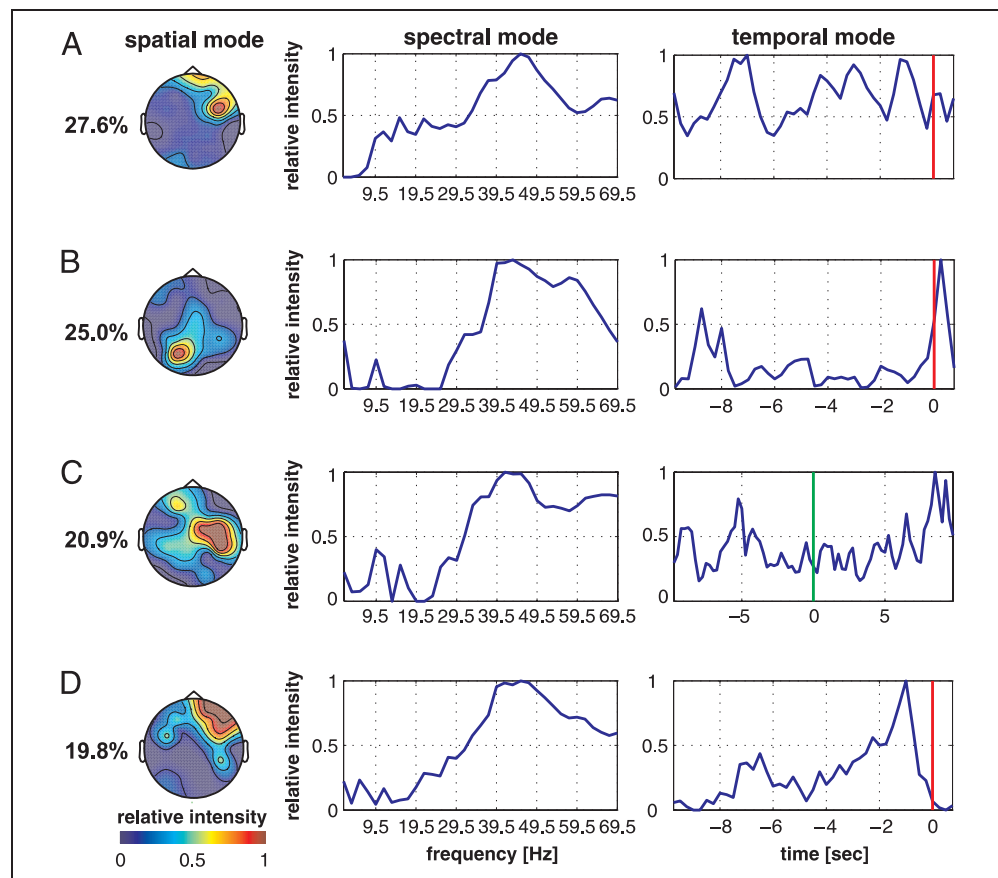 A spatial mode spectral mode temporal mode
27.6%
relative intensity
1
0.5
0
9.5 19.5 29.5 39.5 49.5 59.5 69.5
1
0.5
0
B
25.0%
relative intensity
1
0.5
0
9.5 19.5 29.5 39.5 49.5 59.5 69.5
1
0.5
0
−8 −6 −4 −2 0
C
20.9%
relative intensity
1
0.5
0
9.5 19.5 29.5 39.5 49.5 59.5 69.5
1
0.5
0
−5 0 5
D
19.8%
relative intensity
0 0.5 1
relative intensity
1
0.5
0
9.5 19.5 29.5 39.5 49.5 59.5 69.5
frequency [Hz]
1
0.5
0
−8 −6 −4 −2 0
time [sec]